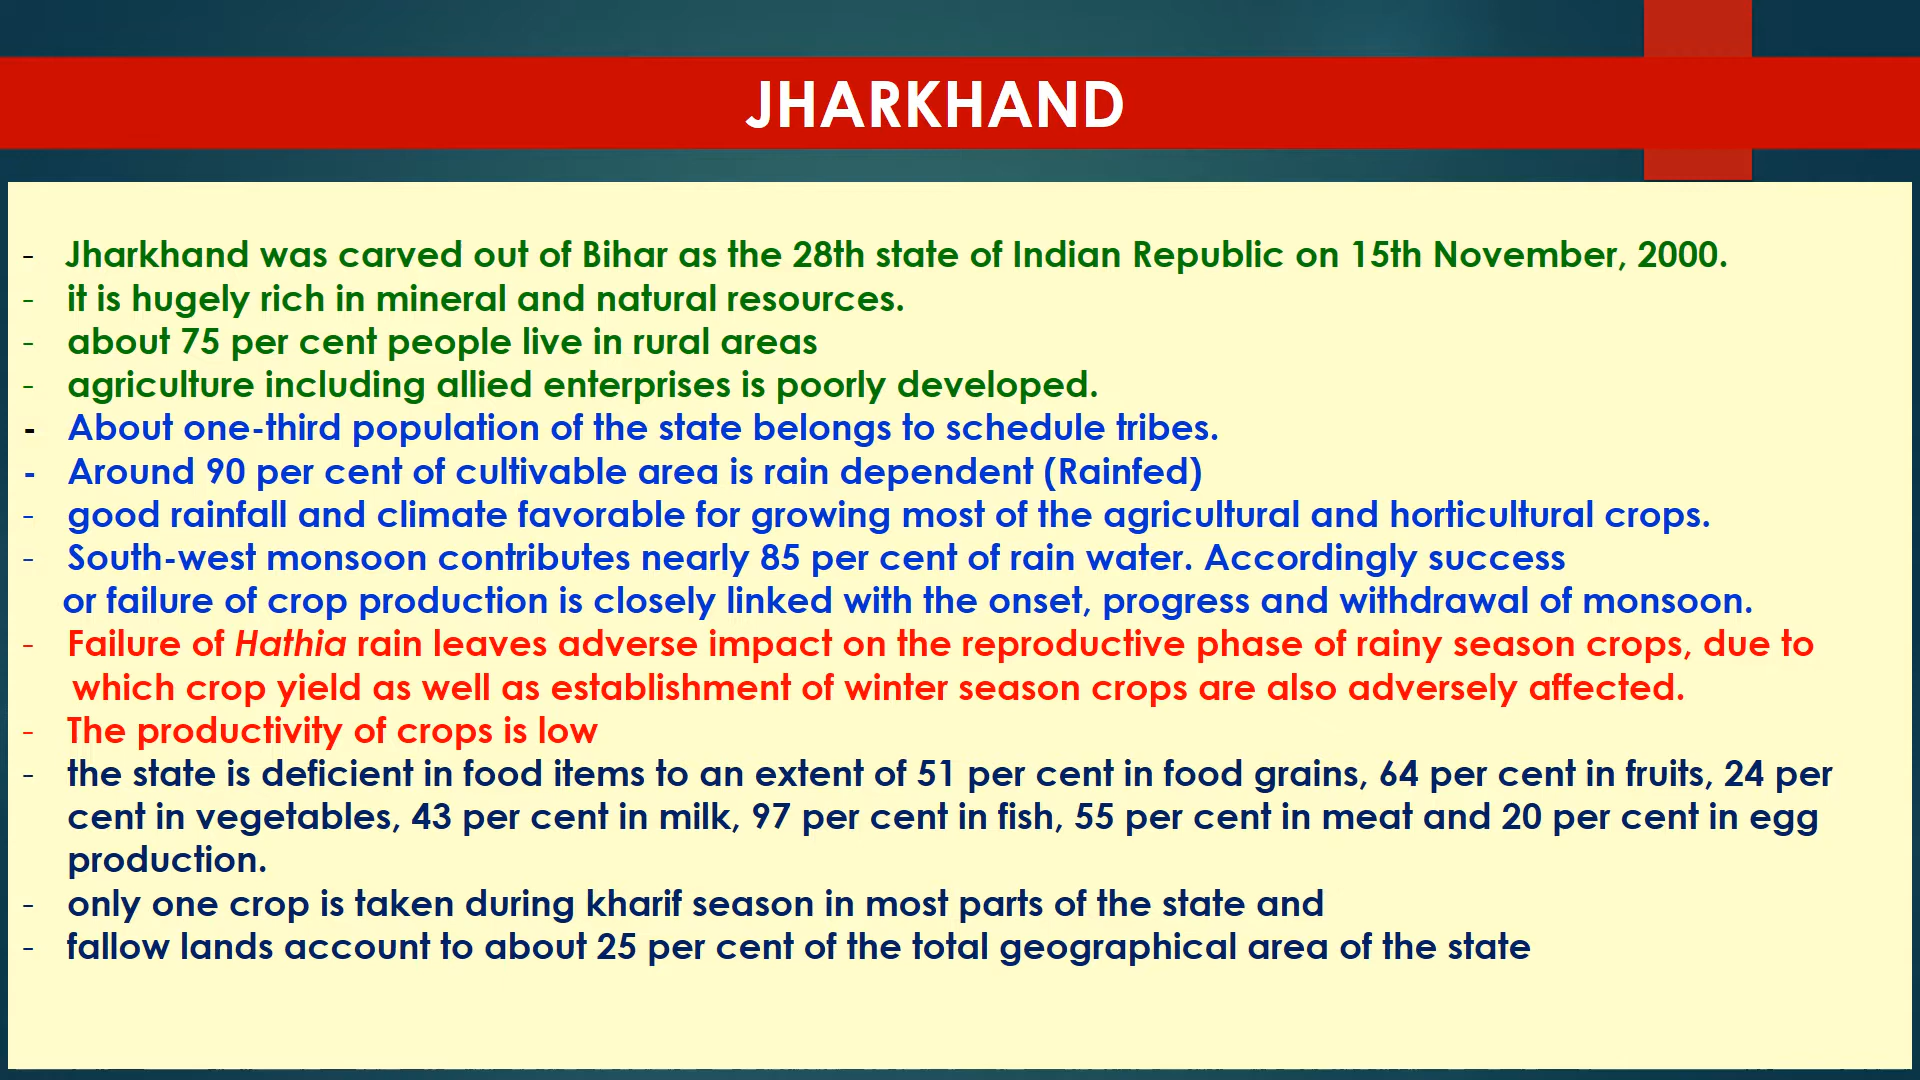 JHARKHAND
- Jharkhand was carved out of Bihar as the 28th state of Indian Republic on 15th November, 2000.
- it is hugely rich in mineral and natural resources.
- about 75 per cent people live in rural areas
- agriculture including allied enterprises is poorly developed.
- About one-third population of the state belongs to schedule tribes.
- Around 90 per cent of cultivable area is rain dependent (Rainfed)
- good rainfall and climate favorable for growing most of the agricultural and horticultural crops.
- South-west monsoon contributes nearly 85 per cent of rain water. Accordingly success
or failure of crop production is closely linked with the onset, progress and withdrawal of monsoon.
- Failure of Hathia rain leaves adverse impact on the reproductive phase of rainy season crops, due to
which crop yield as well as establishment of winter season crops are also adversely affected.
- The productivity of crops is low
- the state is deficient in food items to an extent of 51 per cent in food grains, 64 per cent in fruits, 24 per
cent in vegetables, 43 per cent in milk, 97 per cent in fish, 55 per cent in meat and 20 per cent in egg
production.
- only one crop is taken during kharif season in most parts of the state and
- fallow lands account to about 25 per cent of the total geographical area of the state